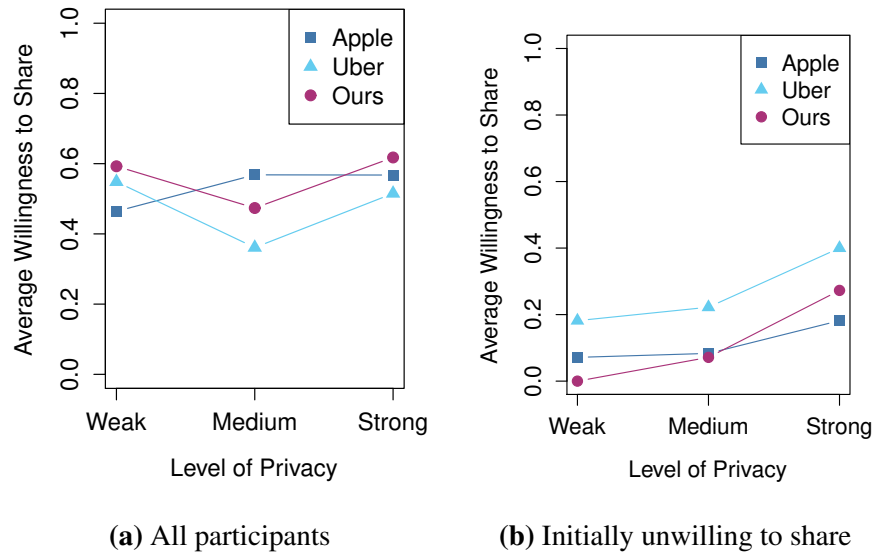 Average Willingness to Share
1.0
0.8
0.6
0.4
0.2
0.0
Apple
Uber
Ours
Weak Medium Strong
Level of Privacy
(a) All participants
Average Willingness to Share
1.0
0.8
0.6
0.4
0.2
0.0
Apple
Uber
Ours
Weak Medium Strong
Level of Privacy
(b) Initially unwilling to share